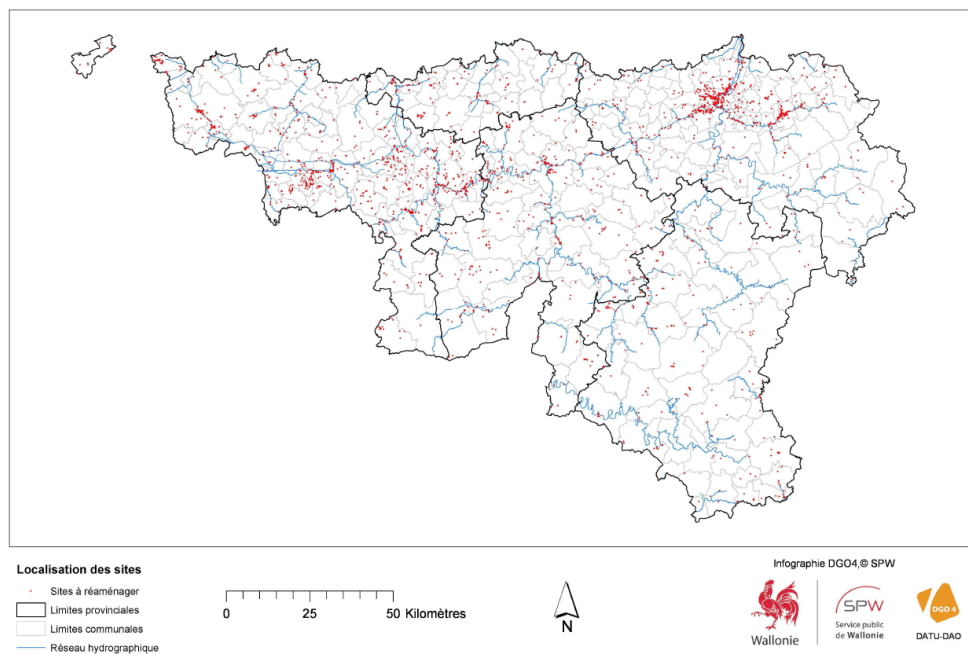 Localisation des sites
Sites à réaménager
Limites provinciales
Limites communales
Réseau hydrographique
0 25 50 Kilomètres
N
Infographie DGO4,© SPW
Wallonie
SPW
Service public
de Wallonie
DGO 4
DATU-DAO